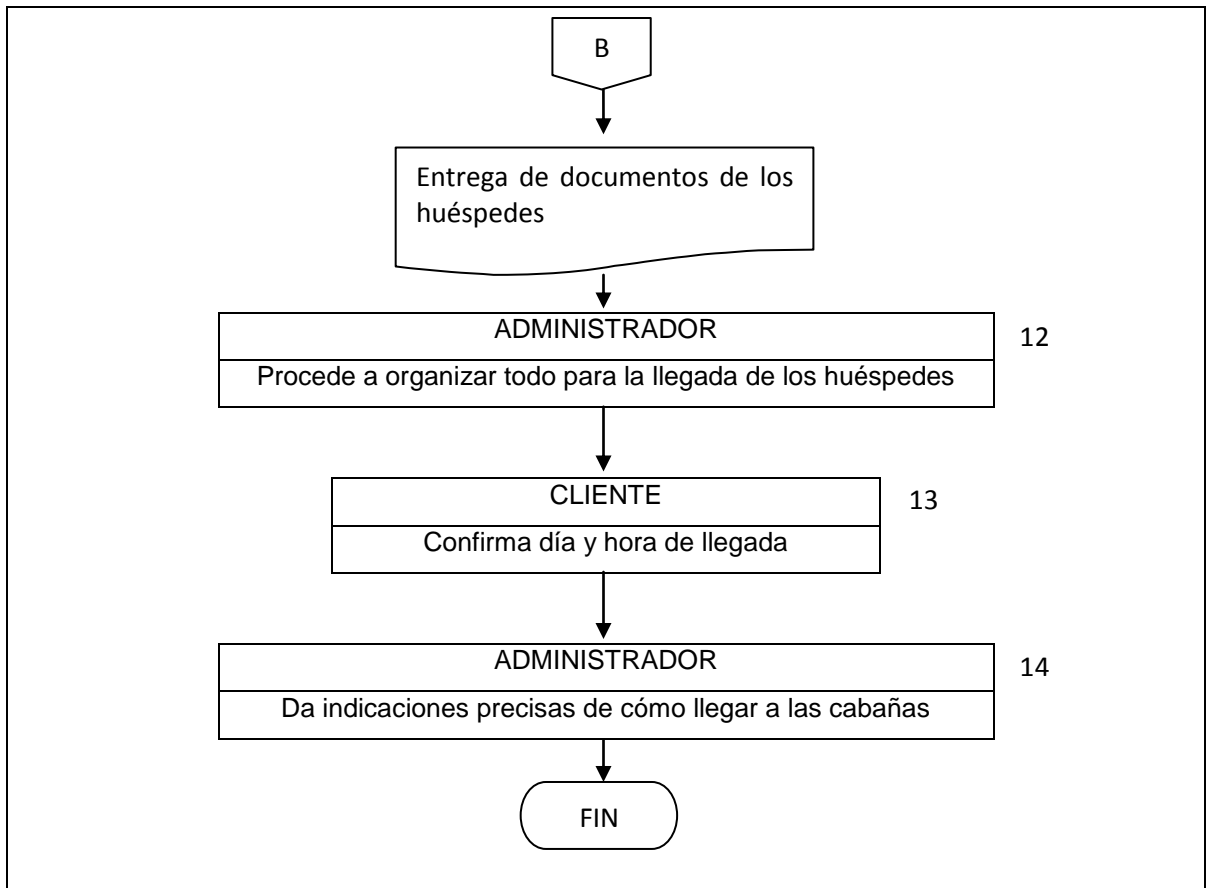 B
Entrega de documentos de los
huéspedes
ADMINISTRADOR
12
Procede a organizar todo para la llegada de los huéspedes
CLIENTE
13
Confirma día y hora de llegada
ADMINISTRADOR
14
Da indicaciones precisas de cómo llegar a las cabañas
FIN